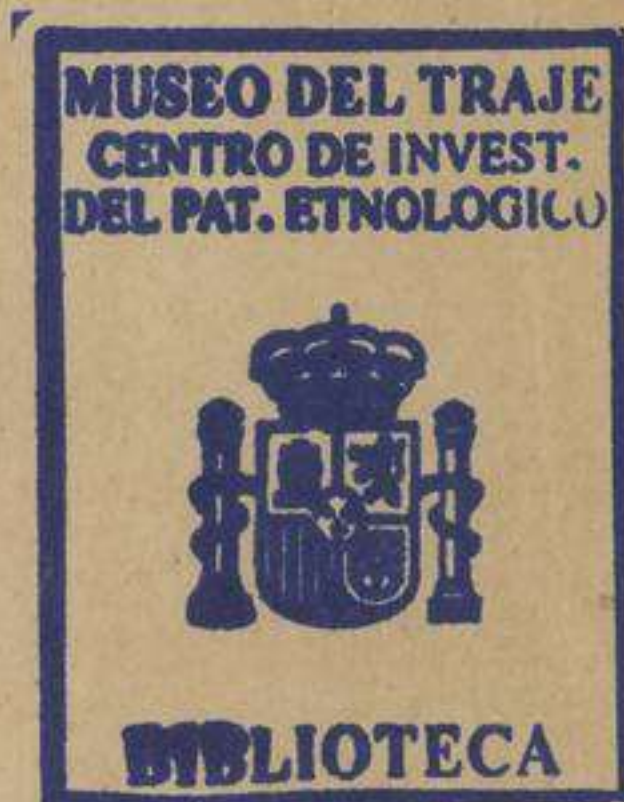 MUSEO DEL TRAJE
CENTRO DE INVEST.
DEL PAT. ETNOLOGICO
BIBLIOTECA